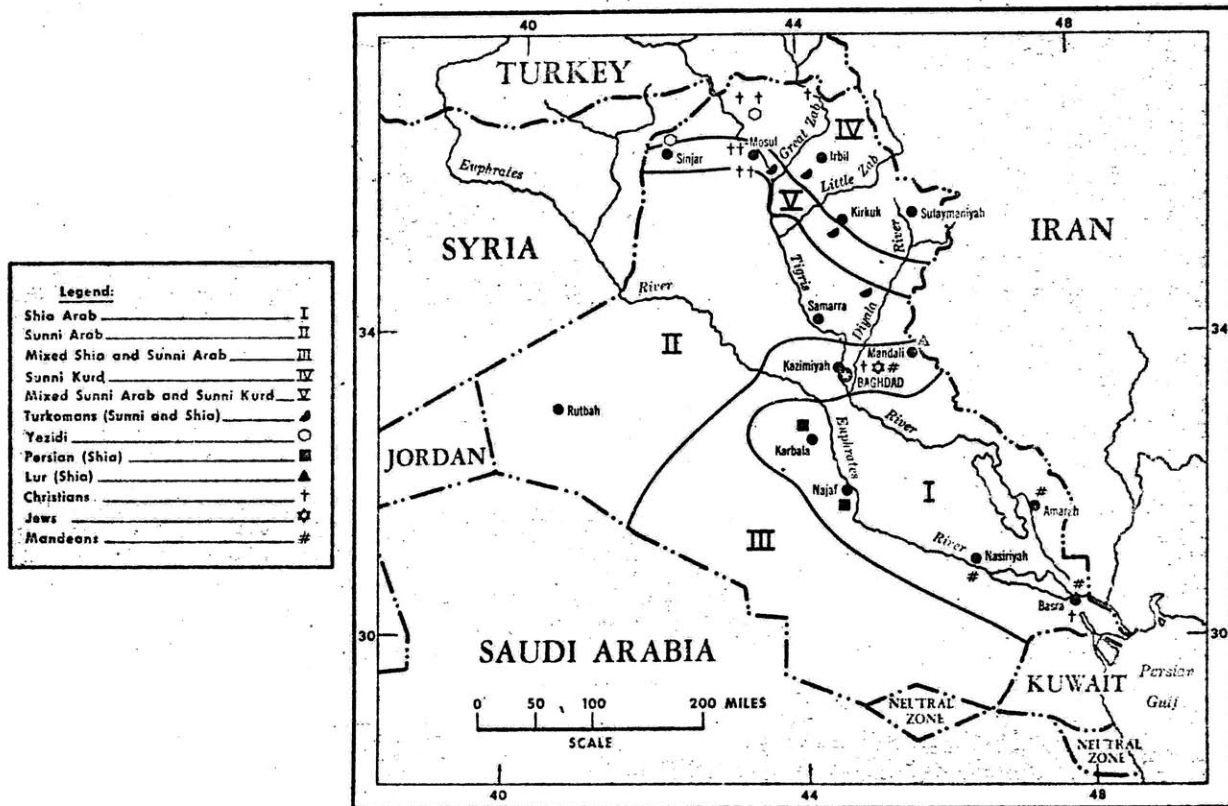 Legend:
Shia Arab I
Sunni Arab II
Mixed Shia and Sunni Arab III
Sunni Kurd IV
Mixed Sunni Arab and Sunni Kurd V
Turkomans (Sunni and Shia)
Yezidi
Persian (Shia)
Lur (Shia)
Christians †
Jews ✡
Mandeans #
40
44
48
TURKEY
IV
Great Zab
††
†
††
Mosul
Sinjar
Irbil
††
Little Zab
Euphrates
V
Kirkuk
Sulaymaniyah
River
SYRIA
IRAN
Tigris
River
Samarra
Diyala
34
34
II
Mandali
Kazimiyah
† ✡ #
BAGHDAD
Rutbah
River
Euphrates
Karbala
JORDAN
Najaf
I
#
Amarah
III
River
Nasiriyah
#
#
Basra
†
30
30
SAUDI ARABIA
KUWAIT
Persian
Gulf
0 50 100 200 MILES
SCALE
NEUTRAL
ZONE
NEUTRAL
ZONE
40
44
48